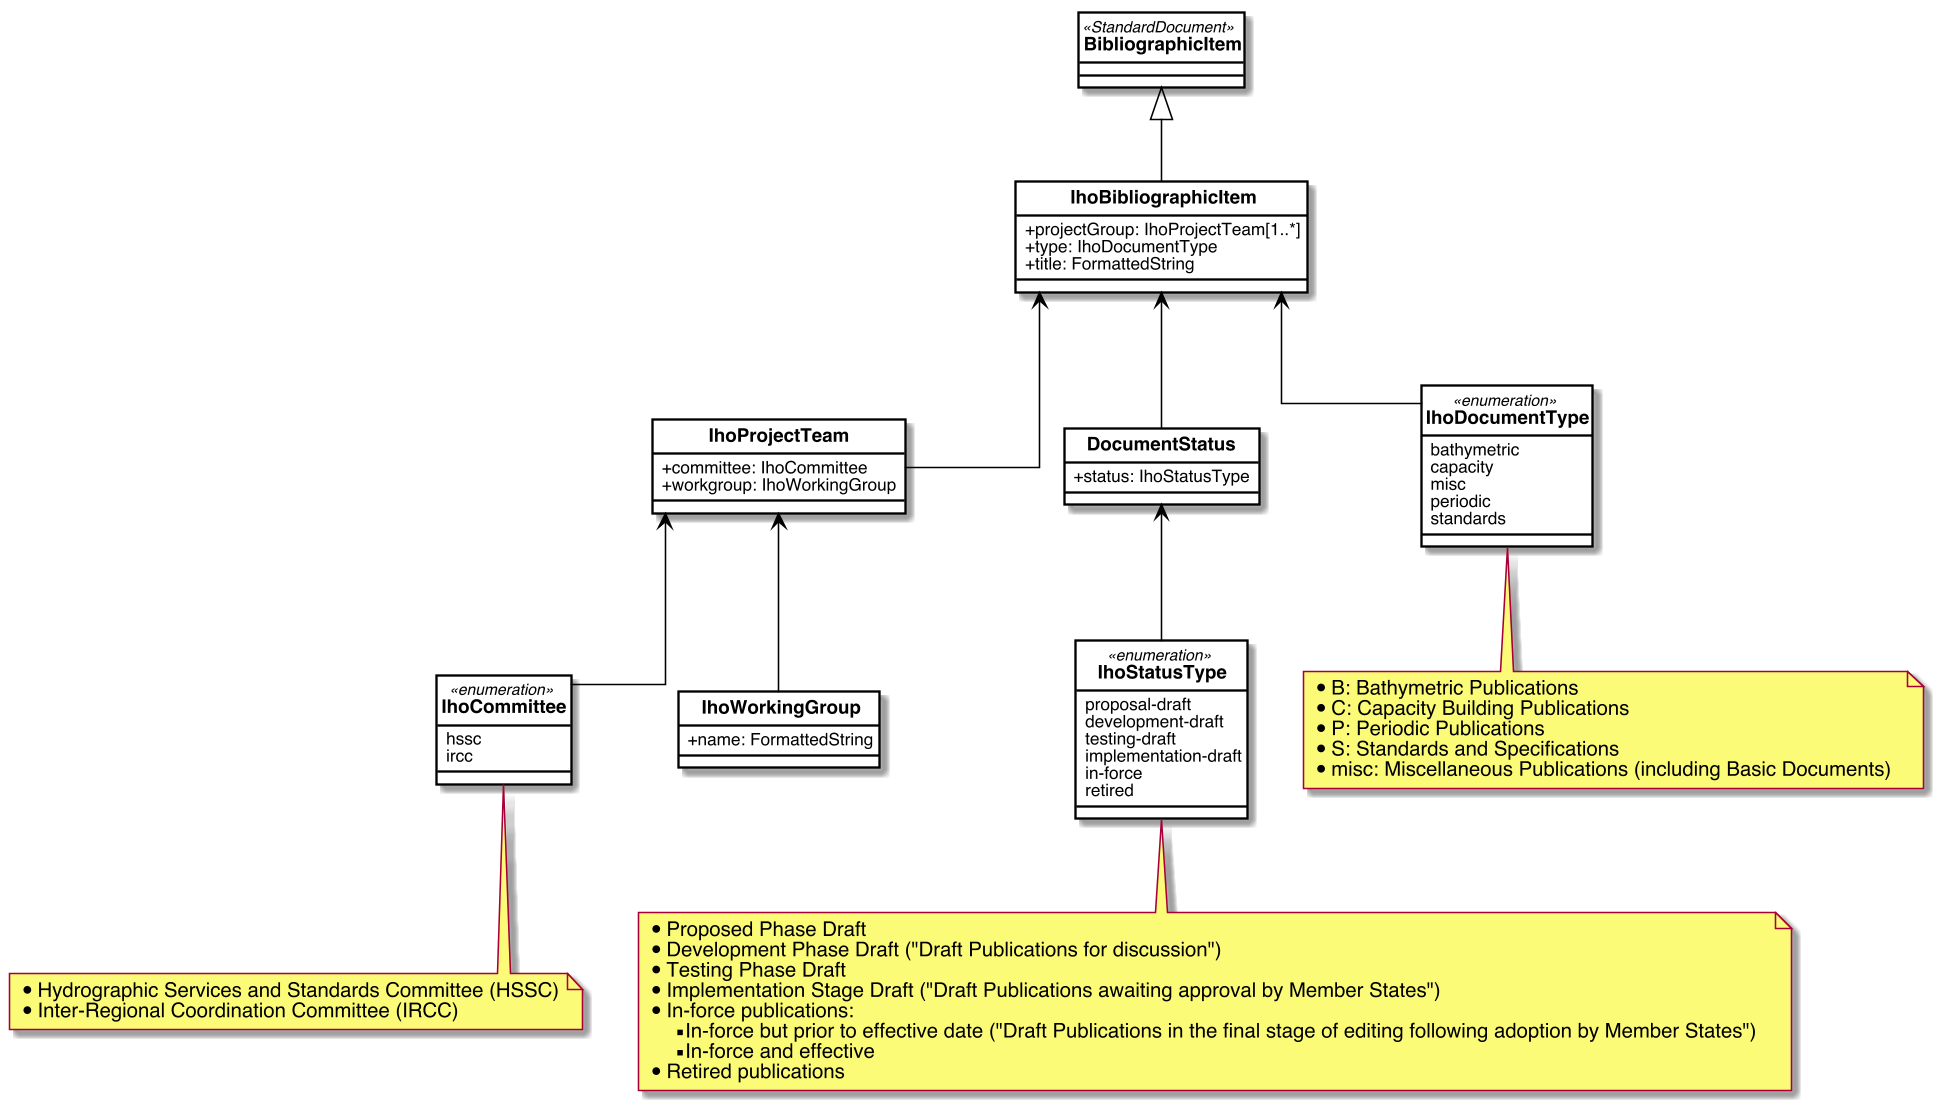 «StandardDocument»
BibliographicItem
IhoBibliographicItem
+projectGroup: IhoProjectTeam[1..*]
+type: IhoDocumentType
+title: FormattedString
IhoProjectTeam
+committee: IhoCommittee
+workgroup: IhoWorkingGroup
DocumentStatus
+status: IhoStatusType
«enumeration»
IhoDocumentType
bathymetric
capacity
misc
periodic
standards
«enumeration»
IhoCommittee
hssc
ircc
IhoWorkingGroup
+name: FormattedString
«enumeration»
IhoStatusType
proposal-draft
development-draft
testing-draft
implementation-draft
in-force
retired
• B: Bathymetric Publications
• C: Capacity Building Publications
• P: Periodic Publications
• S: Standards and Specifications
• misc: Miscellaneous Publications (including Basic Documents)
• Hydrographic Services and Standards Committee (HSSC)
• Inter-Regional Coordination Committee (IRCC)
• Proposed Phase Draft
• Development Phase Draft ("Draft Publications for discussion")
• Testing Phase Draft
• Implementation Stage Draft ("Draft Publications awaiting approval by Member States")
• In-force publications:
▪ In-force but prior to effective date ("Draft Publications in the final stage of editing following adoption by Member States")
▪ In-force and effective
• Retired publications